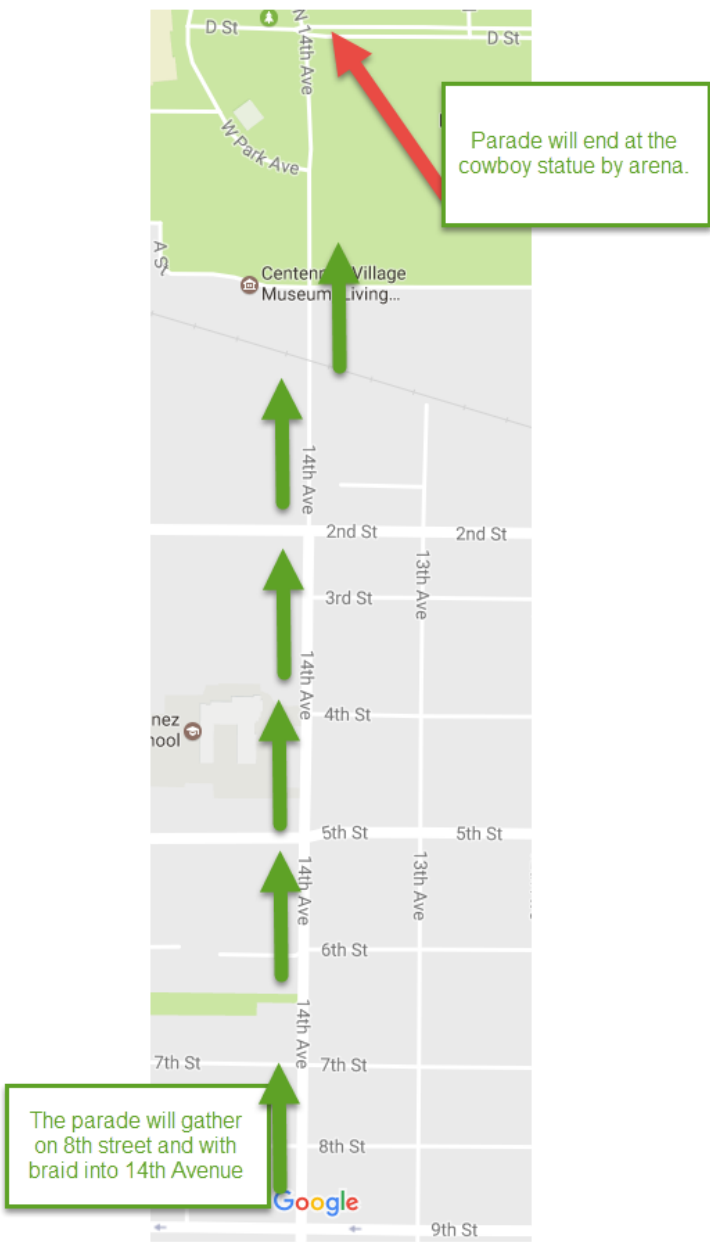 D St
N 14th Ave
D St
W Park Ave
Parade will end at the
cowboy statue by arena.
A St
Village
Museum
Living...
14th Ave
2nd St
2nd St
13th Ave
3rd St
14th Ave
4th St
nez
hool
5th St
5th St
14th Ave
13th Ave
6th St
14th Ave
7th St
7th St
The parade will gather
on 8th street and with
braid into 14th Avenue
8th St
Google
9th St